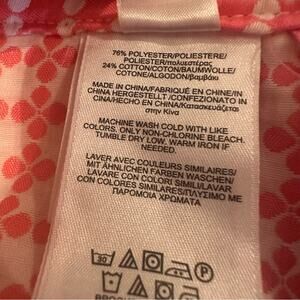 76% POLYESTER/POLIESTERE/
POLIESTER/πολυεστέρας
24% COTTON/COTON/BAUMWOLLE/
COTONE/ALGODÓN/βαμβάκι
MADE IN CHINA/FABRIQUÉ EN CHINE/IN
CHINA HERGESTELLT/CONFEZIONATO IN
CINA/HECHO EN CHINA/Κατασκευάζεται
στην Κίνα
MACHINE WASH COLD WITH LIKE
COLORS. ONLY NON-CHLORINE BLEACH.
TUMBLE DRY LOW. WARM IRON IF
NEEDED.
LAVER AVEC COULEURS SIMILAIRES/
MIT ÄHNLICHEN FARBEN WASCHEN/
LAVARE CON COLORI SIMILI/LAVAR
CON COLORES SIMILARES/ΠΛΥΣΙΜΟ ΜΕ
ΠΑΡΟΜΟΙΑ ΧΡΩΜΑΤΑ
30 P